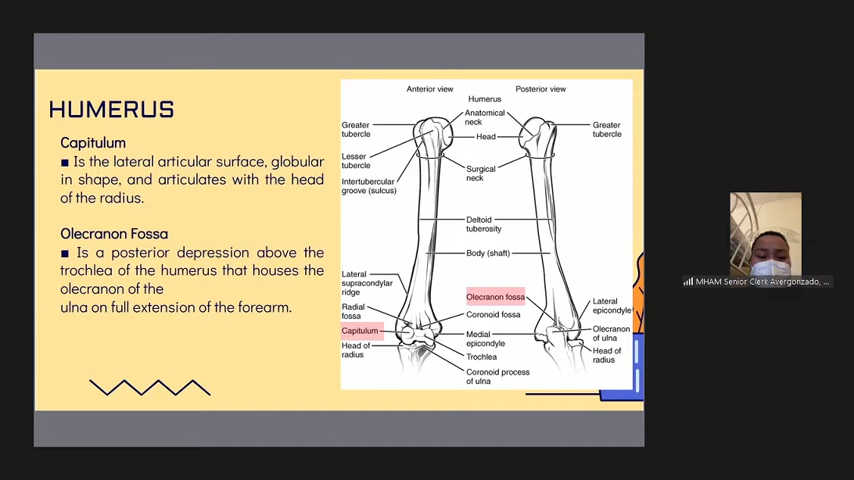 HUMERUS
Capitulum
■ Is the lateral articular surface, globular
in shape, and articulates with the head
of the radius.
Olecranon Fossa
■ Is a posterior depression above the
trochlea of the humerus that houses the
olecranon of the
ulna on full extension of the forearm.
Anterior view
Posterior view
Humerus
Greater
tubercle
Lesser
tubercle
Intertubercular
groove (sulcus)
Anatomical
neck
Head
Surgical
neck
Greater
tubercle
Deltoid
tuberosity
Body (shaft)
Lateral
supracondylar
ridge
Radial
fossa
Capitulum
Head of
radius
Olecranon fossa
Coronoid fossa
Medial
epicondyle
Trochlea
Coronoid process
of ulna
Lateral
epicondyle
Olecranon
of ulna
Head of
radius
MHAM Senior Clerk Avergonzado, ...